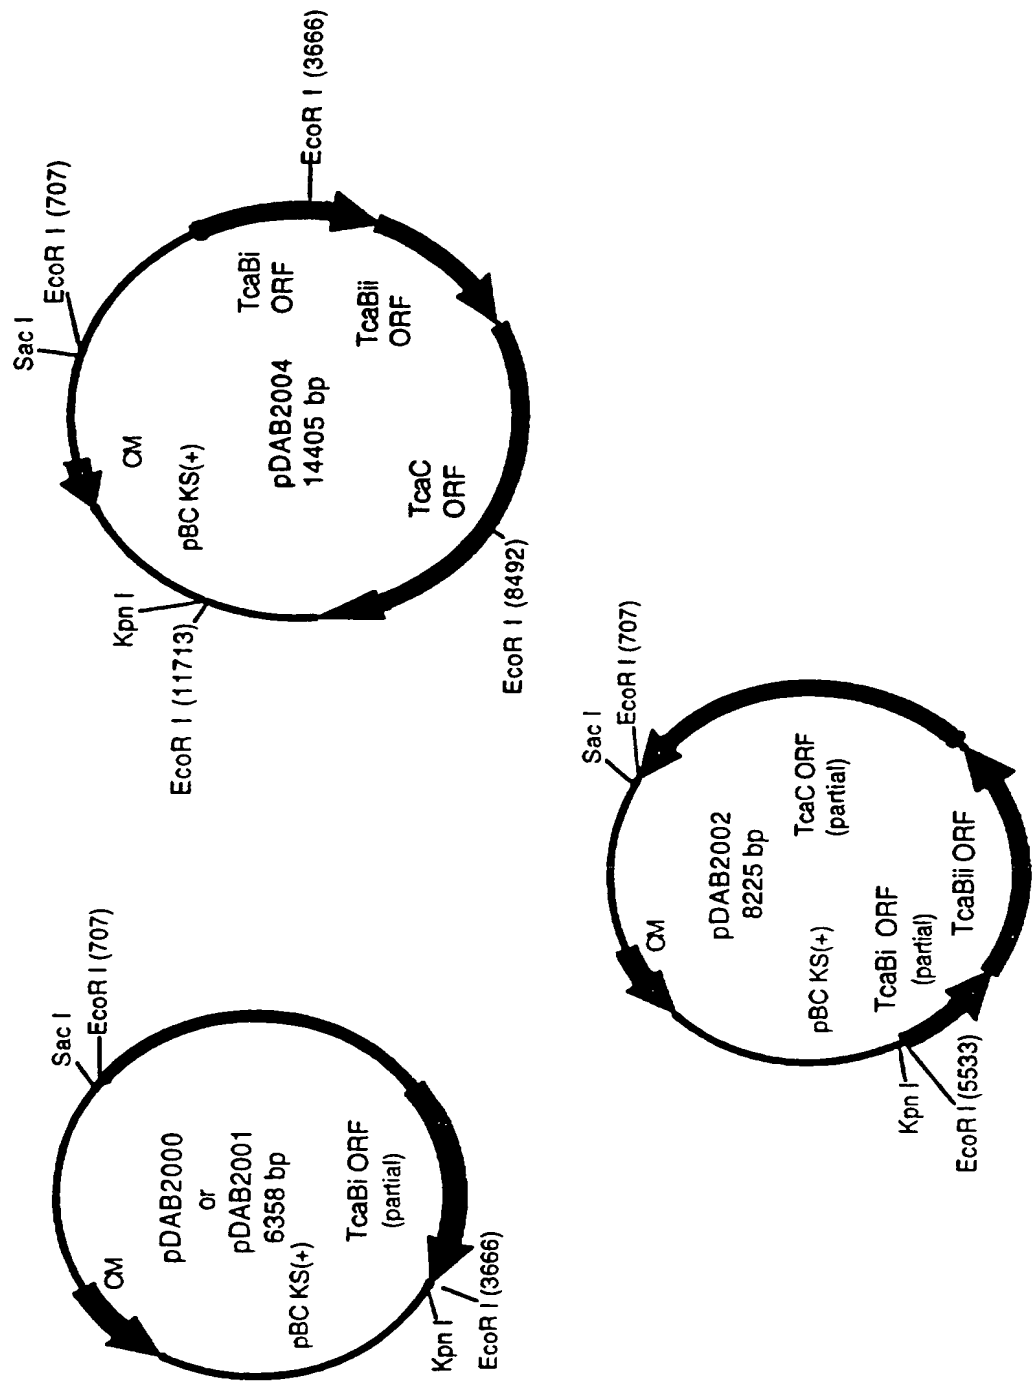 Sac I
EcoR I (707)
CM
pDAB2000
or
pDAB2001
6358 bp
pBC KS(+)
TcaBi ORF
(partial)
Kpn I
EcoR I (3666)
Sac I
EcoR I (707)
EcoR I (3666)
CM
TcaBi
ORF
TcaBii
ORF
pBC KS(+)
pDAB2004
14405 bp
TcaC
ORF
Kpn I
EcoR I (11713)
EcoR I (8492)
Sac I
EcoR I (707)
CM
pDAB2002
8225 bp
TcaC ORF
(partial)
pBC KS(+)
TcaBi ORF
(partial)
TcaBii ORF
Kpn I
EcoR I (5533)